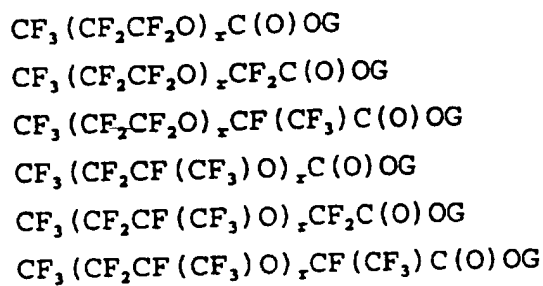 CF₃(CF₂CF₂O)ₓC(O)OG
CF₃(CF₂CF₂O)ₓCF₂C(O)OG
CF₃(CF₂CF₂O)ₓCF(CF₃)C(O)OG
CF₃(CF₂CF(CF₃)O)ₓC(O)OG
CF₃(CF₂CF(CF₃)O)ₓCF₂C(O)OG
CF₃(CF₂CF(CF₃)O)ₓCF(CF₃)C(O)OG